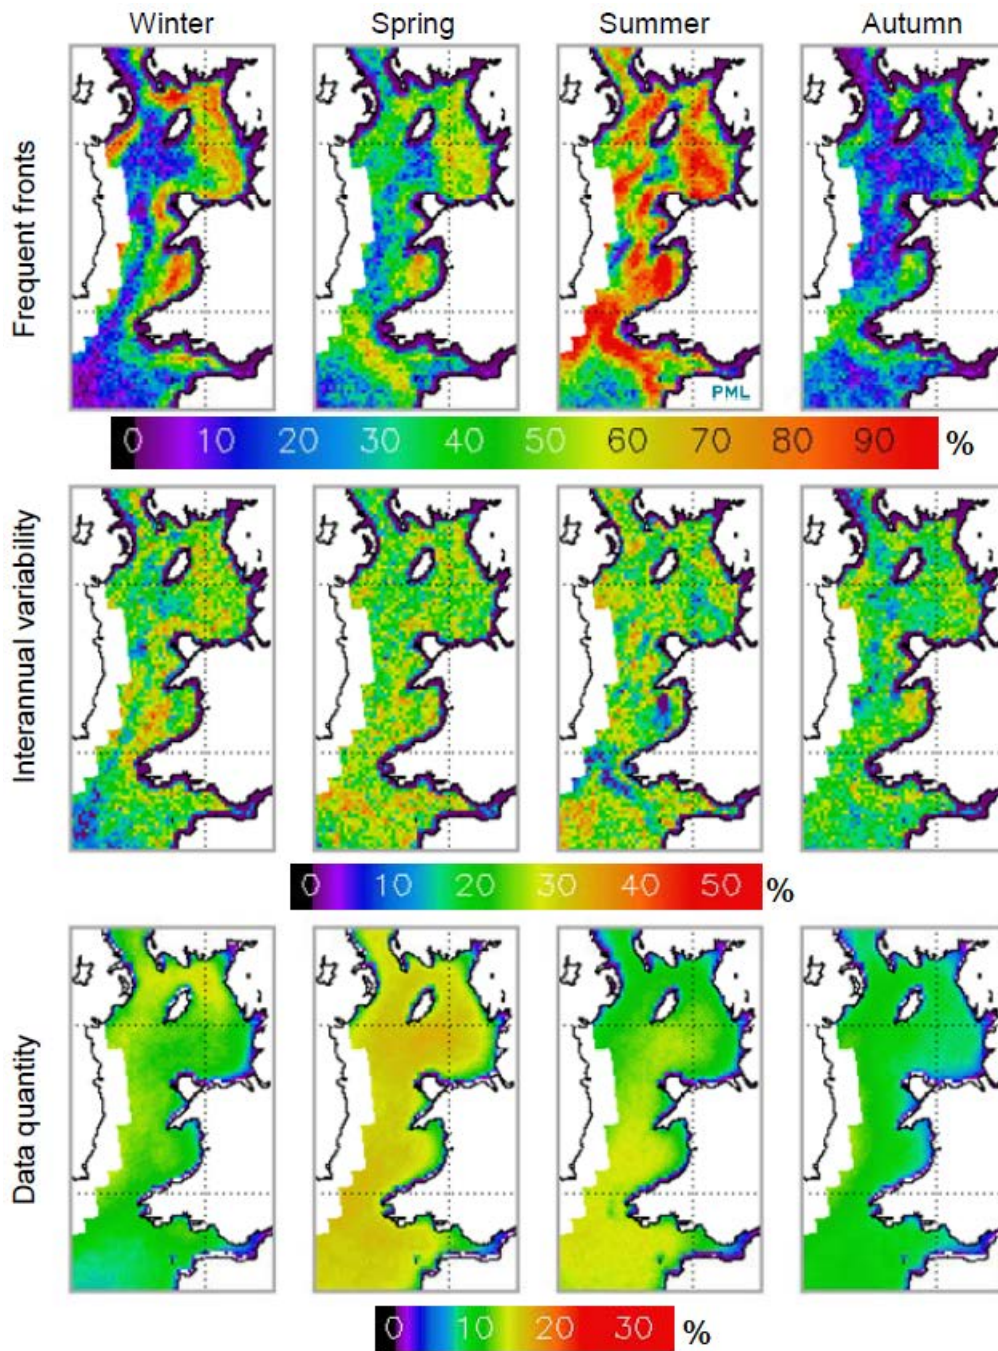 Winter Spring Summer Autumn
Frequent fronts
PML
0 10 20 30 40 50 60 70 80 90 %
Interannual variability
0 10 20 30 40 50 %
Data quantity
0 10 20 30 %